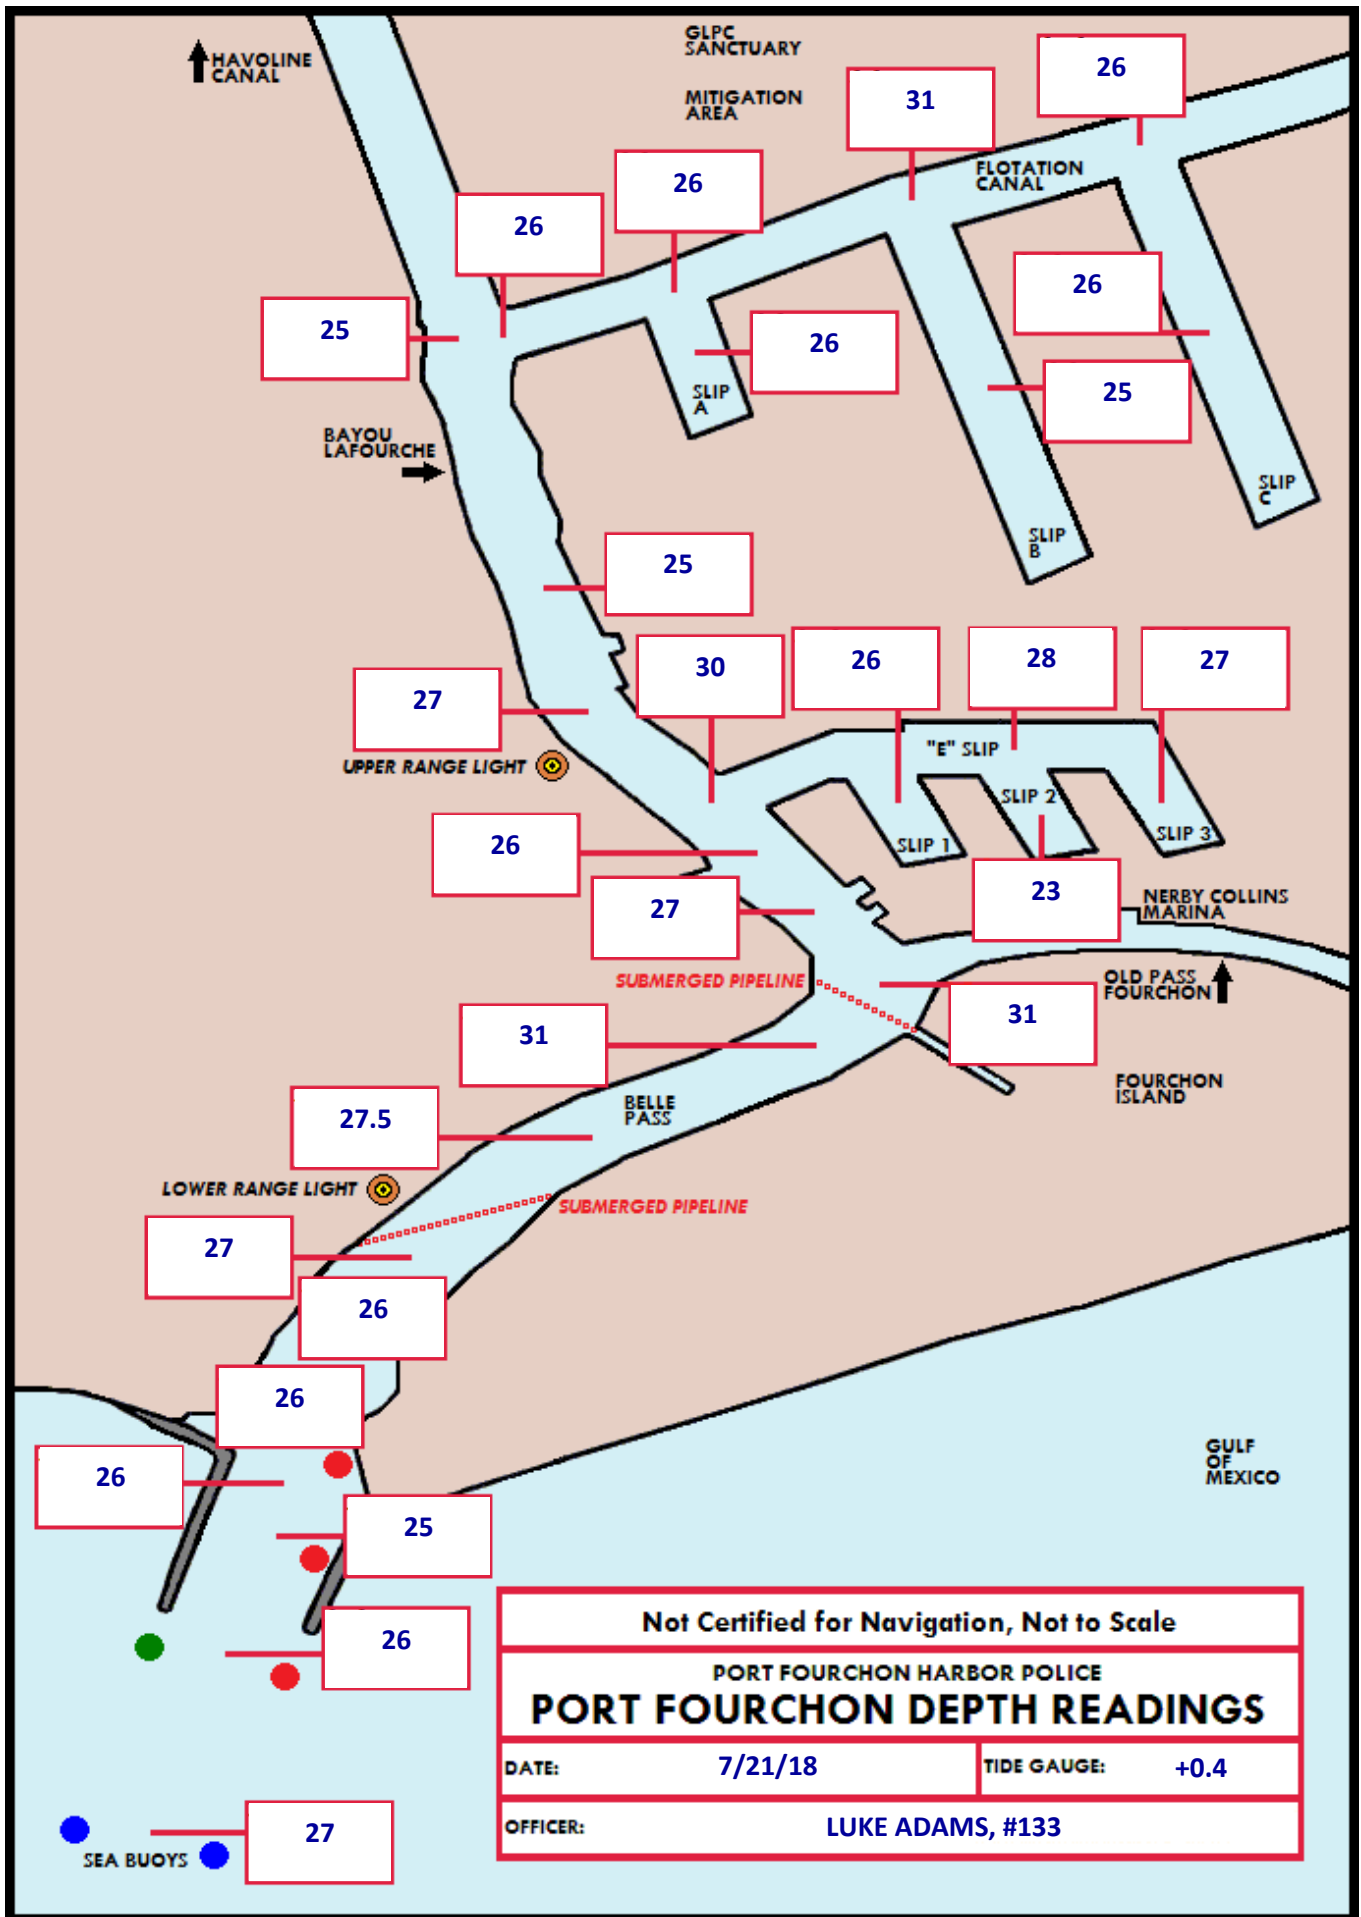 GLPC
SANCTUARY
HAVOLINE
CANAL
26
31
MITIGATION
AREA
FLOTATION
CANAL
26
26
26
25
26
25
SLIP
A
BAYOU
LAFOURCHE
SLIP
C
SLIP
B
25
30
26
28
27
27
"E" SLIP
UPPER RANGE LIGHT
SLIP 2
SLIP 1
SLIP 3
26
23
27
NERBY COLLINS
MARINA
SUBMERGED PIPELINE
OLD PASS
FOURCHON
31
31
FOURCHON
ISLAND
BELLE
PASS
27.5
LOWER RANGE LIGHT
SUBMERGED PIPELINE
27
26
26
GULF
OF
MEXICO
26
25
26
Not Certified for Navigation, Not to Scale
PORT FOURCHON HARBOR POLICE
PORT FOURCHON DEPTH READINGS
DATE: 7/21/18 TIDE GAUGE: +0.4
OFFICER: LUKE ADAMS, #133
27
SEA BUOYS
26